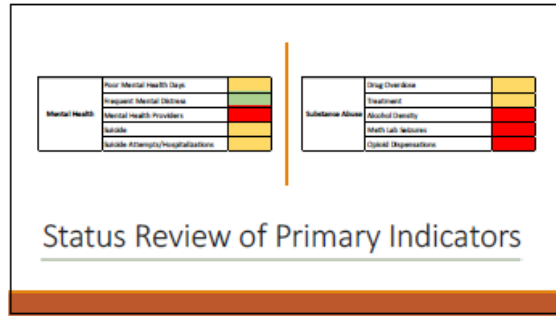 Mental Health
Poor Mental Health Days
Frequent Mental Distress
Mental Health Providers
Suicide
Suicide Attempts/Hospitalizations
Substance Abuse
Drug Overdose
Treatment
Alcohol Density
Meth Lab Seizures
Opioid Dispensations
Status Review of Primary Indicators